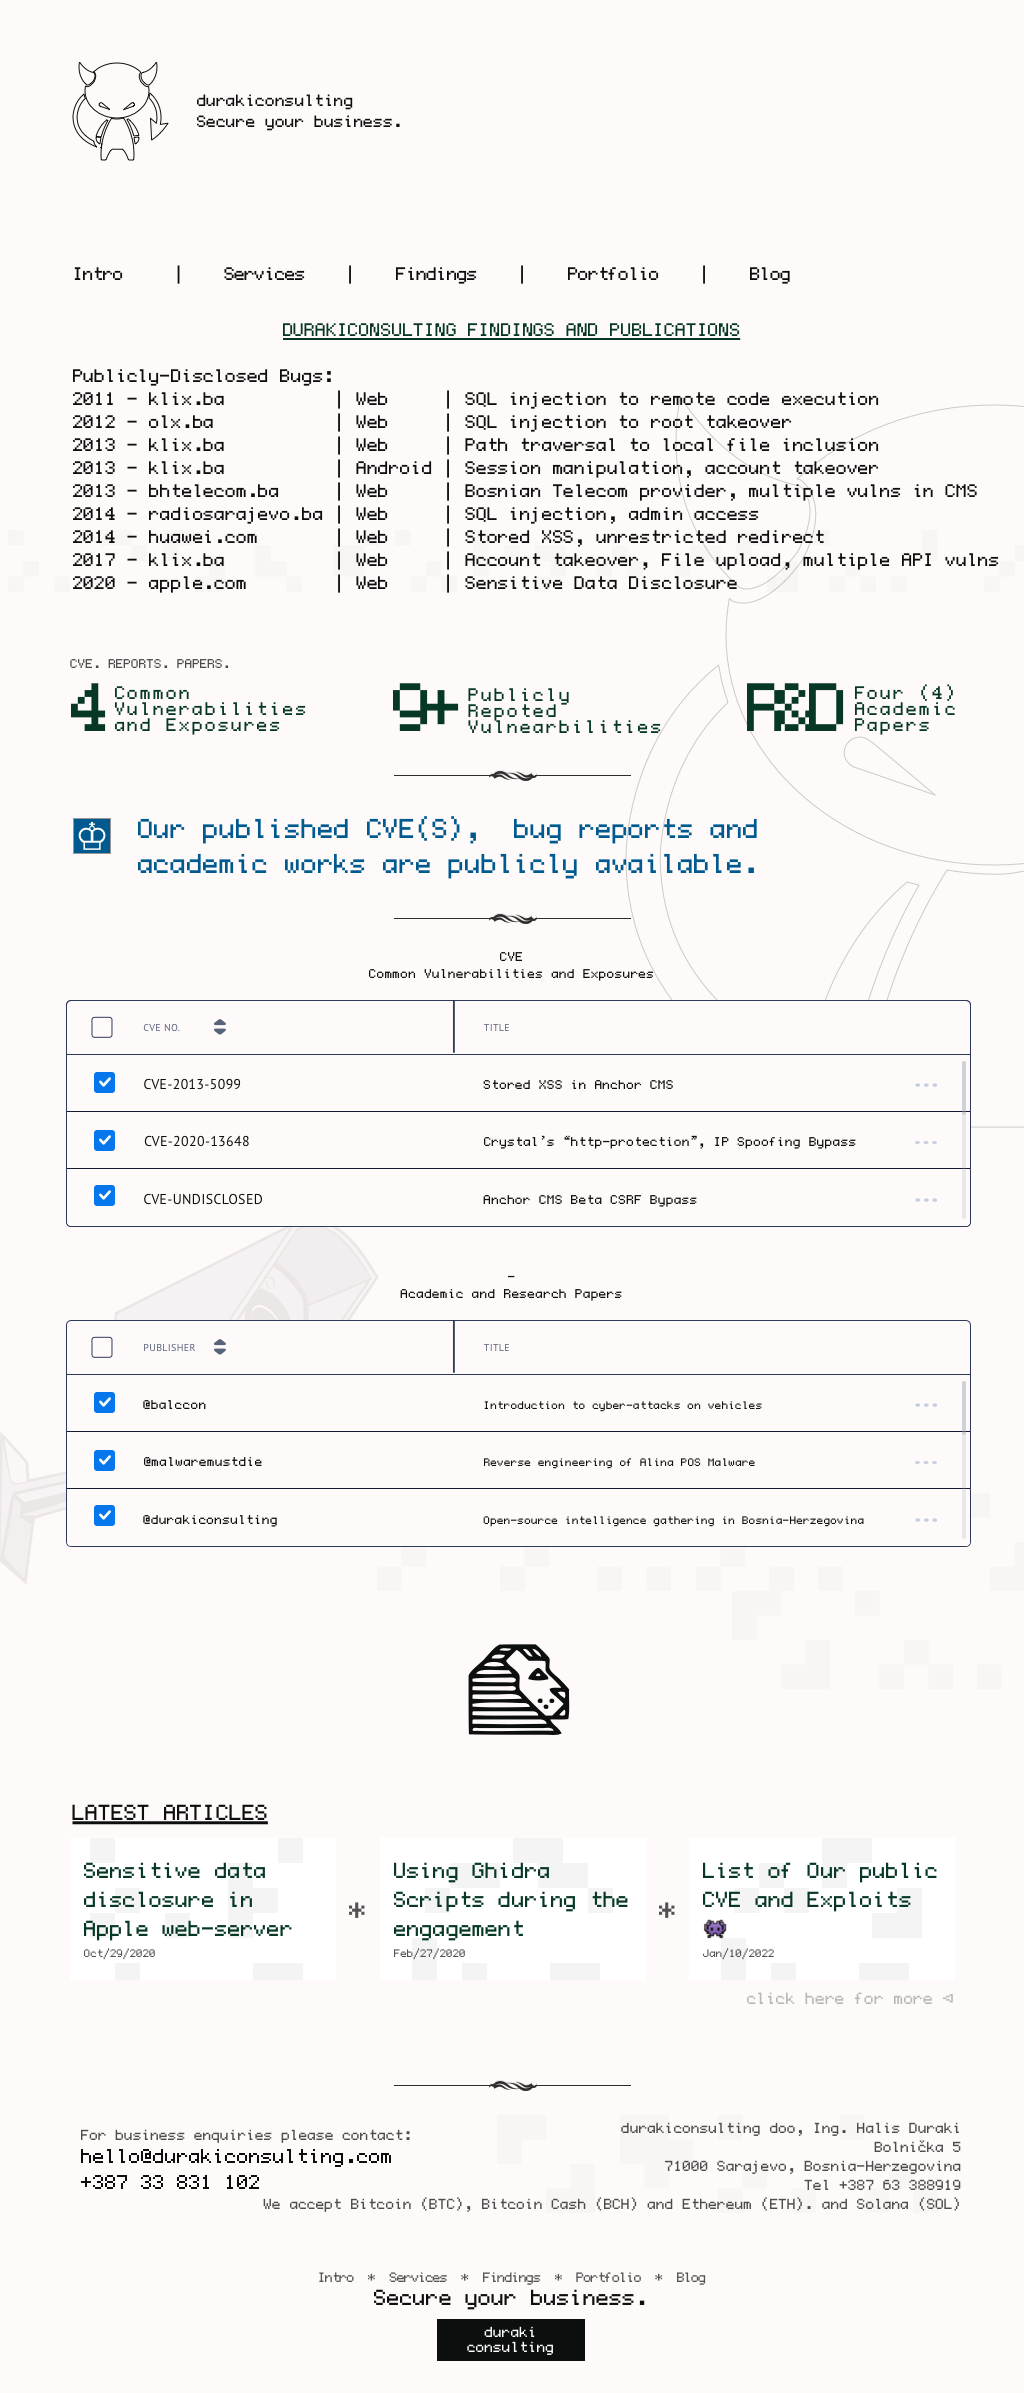 durakiconsulting
Secure your business.
Intro | Services | Findings | Portfolio | Blog
DURAKICONSULTING FINDINGS AND PUBLICATIONS
Publicly-Disclosed Bugs:
2011 - klix.ba | Web | SQL injection to remote code execution
2012 - olx.ba | Web | SQL injection to root takeover
2013 - klix.ba | Web | Path traversal to local file inclusion
2013 - klix.ba | Android | Session manipulation, account takeover
2013 - bhtelecom.ba | Web | Bosnian Telecom provider, multiple vulns in CMS
2014 - radiosarajevo.ba | Web | SQL injection, admin access
2014 - huawei.com | Web | Stored XSS, unrestricted redirect
2017 - klix.ba | Web | Account takeover, File upload, multiple API vulns
2020 - apple.com | Web | Sensitive Data Disclosure
CVE. REPORTS. PAPERS.
4 Common
Vulnerabilities
and Exposures
9+ Publicly
Repoted
Vulnearbilities
R&D Four (4)
Academic
Papers
Our published CVE(S), bug reports and
academic works are publicly available.
CVE
Common Vulnerabilities and Exposures
CVE NO. TITLE
CVE-2013-5099 Stored XSS in Anchor CMS
CVE-2020-13648 Crystal’s “http-protection”, IP Spoofing Bypass
CVE-UNDISCLOSED Anchor CMS Beta CSRF Bypass
-
Academic and Research Papers
PUBLISHER TITLE
@balccon Introduction to cyber-attacks on vehicles
@malwaremustdie Reverse engineering of Alina POS Malware
@durakiconsulting Open-source intelligence gathering in Bosnia-Herzegovina
LATEST ARTICLES
Sensitive data
disclosure in
Apple web-server
Oct/29/2020
*
Using Ghidra
Scripts during the
engagement
Feb/27/2020
*
List of Our public
CVE and Exploits
👾
Jan/10/2022
click here for more ⊲
For business enquiries please contact:
hello@durakiconsulting.com
+387 33 831 102
durakiconsulting doo, Ing. Halis Duraki
Bolnička 5
71000 Sarajevo, Bosnia-Herzegovina
Tel +387 63 388919
We accept Bitcoin (BTC), Bitcoin Cash (BCH) and Ethereum (ETH). and Solana (SOL)
Intro * Services * Findings * Portfolio * Blog
Secure your business.
duraki
consulting